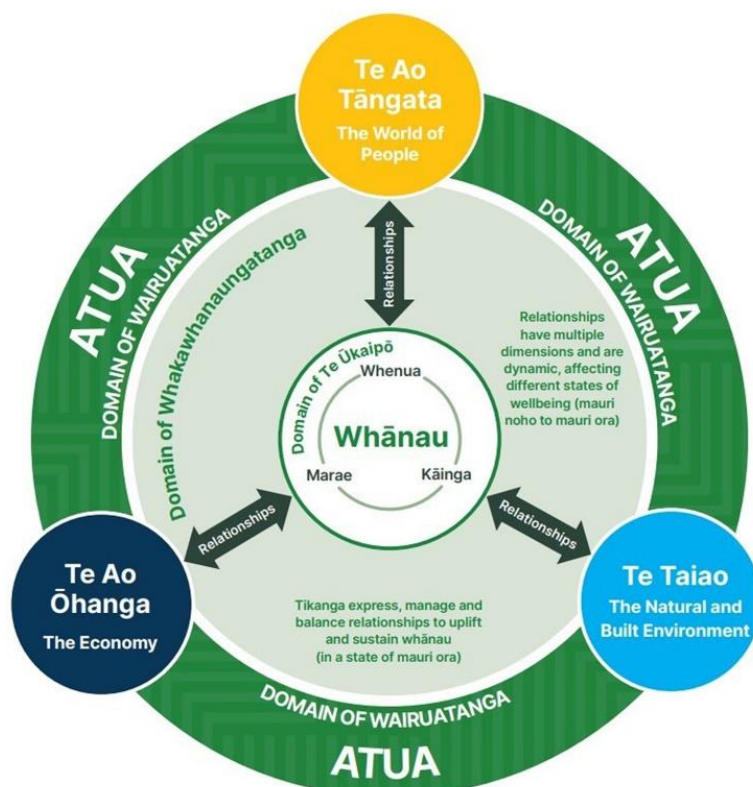 Te Ao
Tāngata
The World of
People
ATUA
DOMAIN OF WAIRUATANGA
ATUA
DOMAIN OF WAIRUATANGA
Domain of Whakawhanaungatanga
Relationships
Relationships
have multiple
dimensions and are
dynamic, affecting
different states of
wellbeing (mauri
noho to mauri ora)
Domain of Te Ūkaipō
Whenua
Whānau
Marae
Kāinga
Relationships
Relationships
Te Ao
Ōhanga
The Economy
Te Taiao
The Natural and
Built Environment
Tikanga express, manage and
balance relationships to uplift
and sustain whānau
(in a state of mauri ora)
DOMAIN OF WAIRUATANGA
ATUA